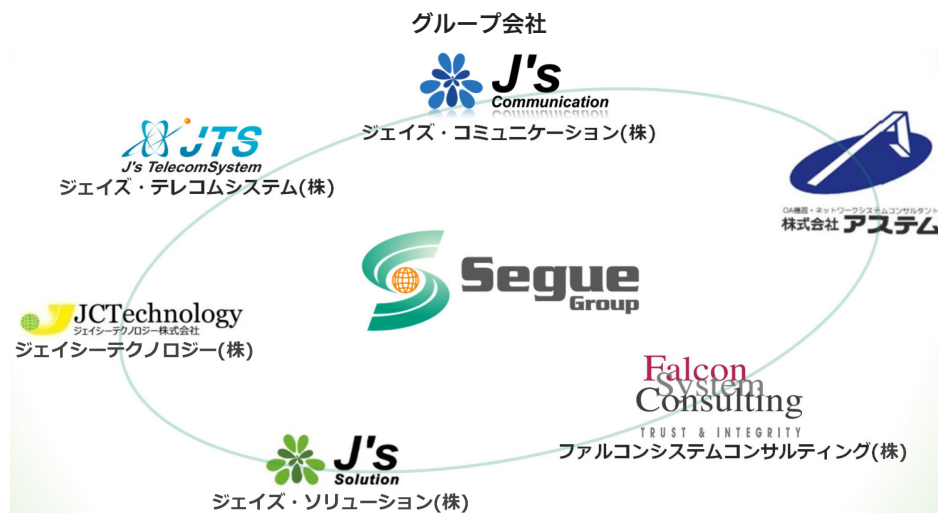 グループ会社
J's
Communication
ジェイズ・コミュニケーション(株)
JTS
J's TelecomSystem
ジェイズ・テレコムシステム(株)
OA機器・ネットワークシステムコンサルタント
株式会社 アステム
Segue
Group
JCTechnology
ジェイシーテクノロジー株式会社
ジェイシーテクノロジー(株)
Falcon
System
Consulting
TRUST & INTEGRITY
ファルコンシステムコンサルティング(株)
J's
Solution
ジェイズ・ソリューション(株)